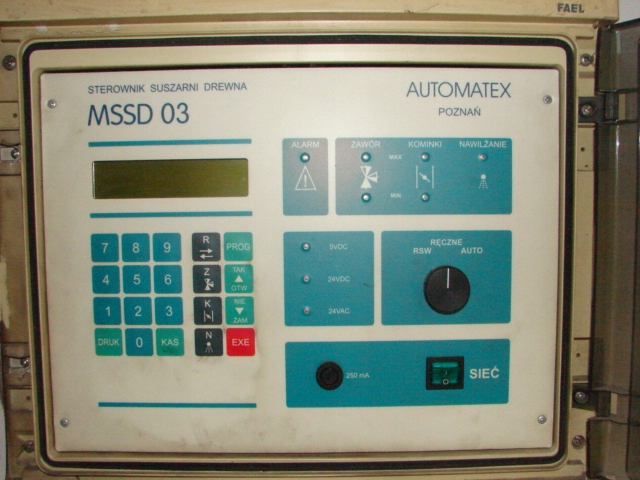 FAEL
STEROWNIK SUSZARNI DREWNA
MSSD 03
AUTOMATEX
POZNAŃ
ALARM
ZAWÓR
KOMINKI
NAWILŻANIE
MAX
MIN
7 8 9 R PROG
4 5 6 Z TAK OTW
1 2 3 K NIE ZAM
DRUK 0 KAS N EXE
5VDC
24VDC
24VAC
RĘCZNE
RSW AUTO
250 mA
SIEĆ